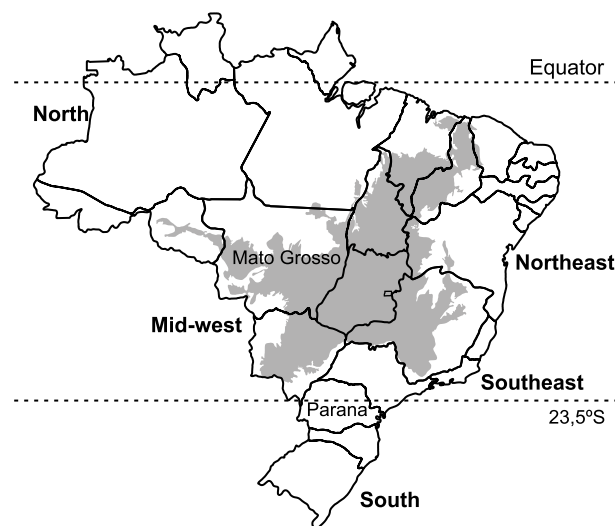 Equator
North
Mato Grosso
Northeast
Mid-west
Southeast
Parana
23,5ºS
South